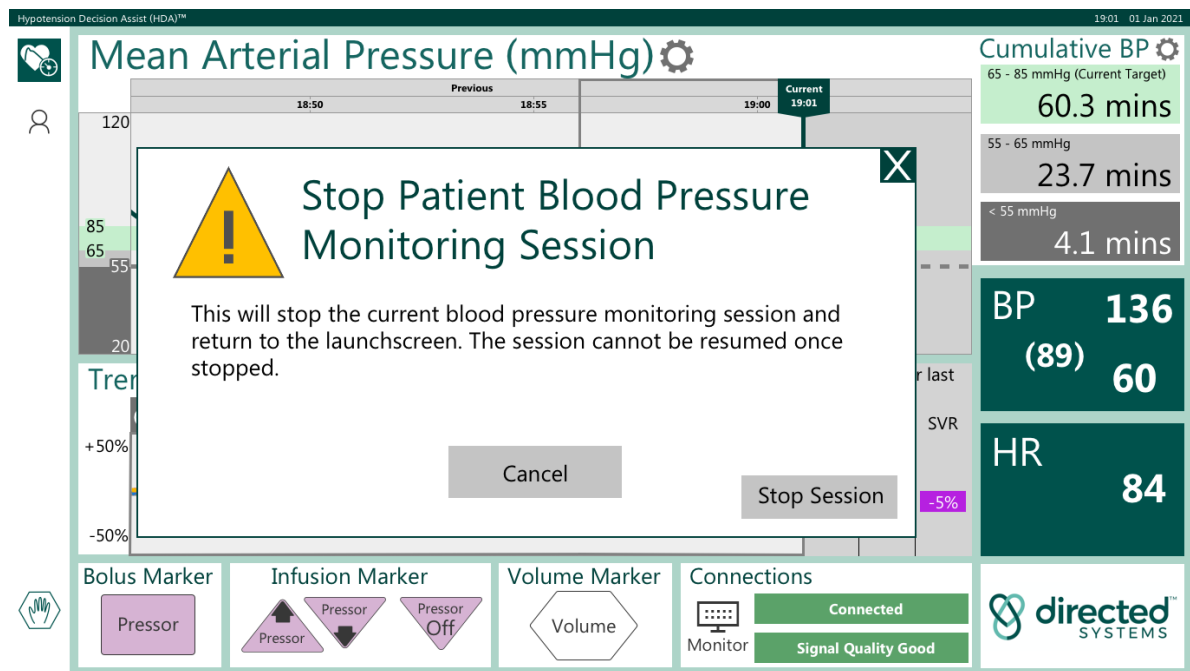 Hypotension Decision Assist (HDA)™
19:01 01 Jan 2021
Mean Arterial Pressure (mmHg)
Previous
Current
18:50
18:55
19:00
19:01
120
85
65
55
20
Cumulative BP
65 - 85 mmHg (Current Target)
60.3 mins
55 - 65 mmHg
23.7 mins
< 55 mmHg
4.1 mins
X
Stop Patient Blood Pressure
Monitoring Session
This will stop the current blood pressure monitoring session and
return to the launchscreen. The session cannot be resumed once
stopped.
Cancel
Stop Session
last
SVR
+50%
-5%
-50%
BP
136
(89)
60
HR
84
Bolus Marker
Pressor
Infusion Marker
Pressor
Pressor
Pressor
Off
Volume Marker
Volume
Connections
Monitor
Connected
Signal Quality Good
directed™
SYSTEMS